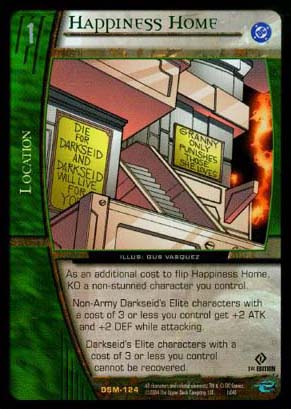 HAPPINESS HOME
1
LOCATION
DIE
FOR
DARKSEID
AND
DARKSEID
WILL LIVE
FOR
YOU
GRANNY
ONLY
PUNISHES
THOSE
SHE LOVES
ILLUS: GUS VASQUEZ
As an additional cost to flip Happiness Home,
KO a non-stunned character you control.
Non-Army Darkseid's Elite characters with
a cost of 3 or less you control get +2 ATK
and +2 DEF while attacking.
Darkseid's Elite characters with a
cost of 3 or less you control
cannot be recovered.
1ST EDITION
DSM-124